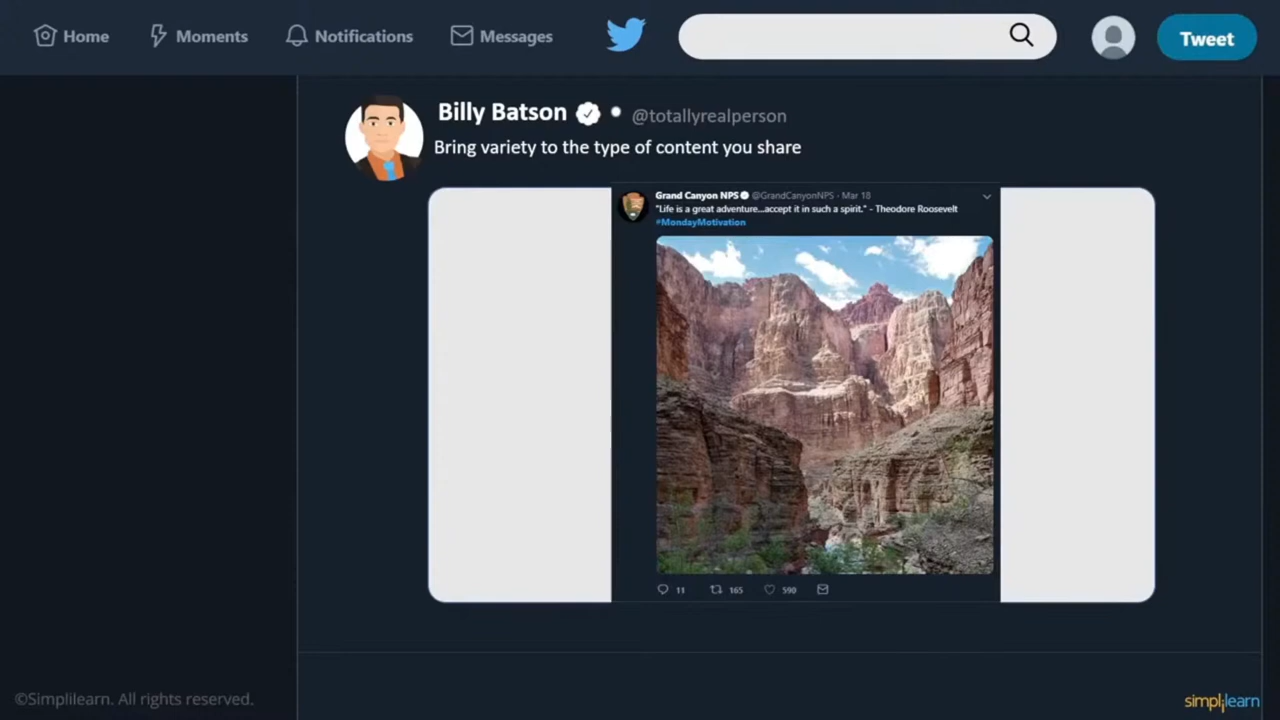 Home Moments Notifications Messages Tweet
Billy Batson @totallyrealperson
Bring variety to the type of content you share
Grand Canyon NPS @GrandCanyonNPS · Mar 18
"Life is a great adventure...accept it in such a spirit." - Theodore Roosevelt
#MondayMotivation
11 165 590
©Simplilearn. All rights reserved. simplilearn